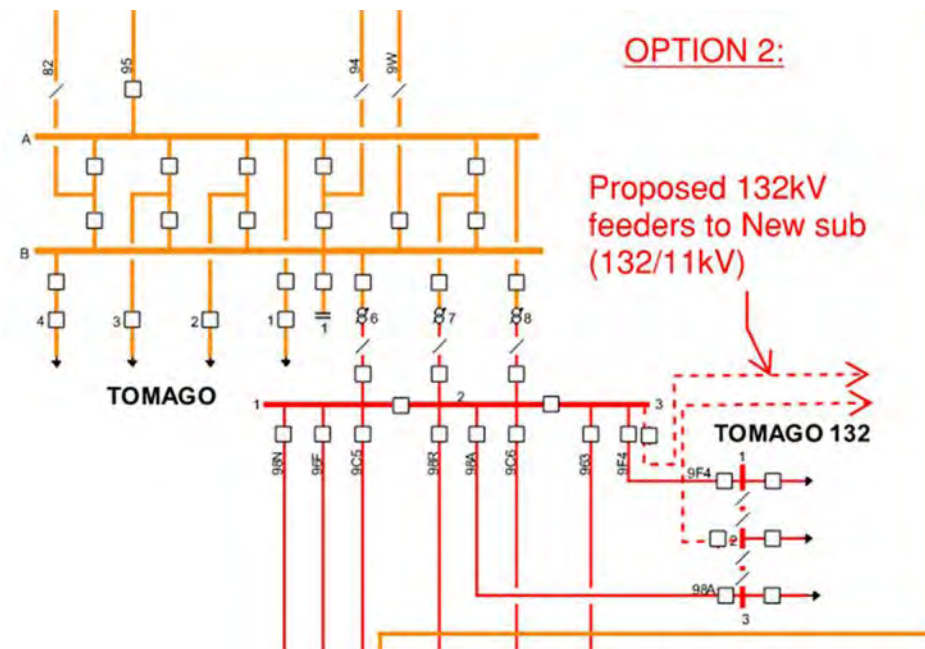 OPTION 2:
82
95
94
9W
A
Proposed 132kV
feeders to New sub
(132/11kV)
B
4
3
2
1
1
6
7
8
TOMAGO
1
2
3
TOMAGO 132
98N
96F
9C5
98R
98A
9C6
963
9F4
9F4
1
2
98A
3